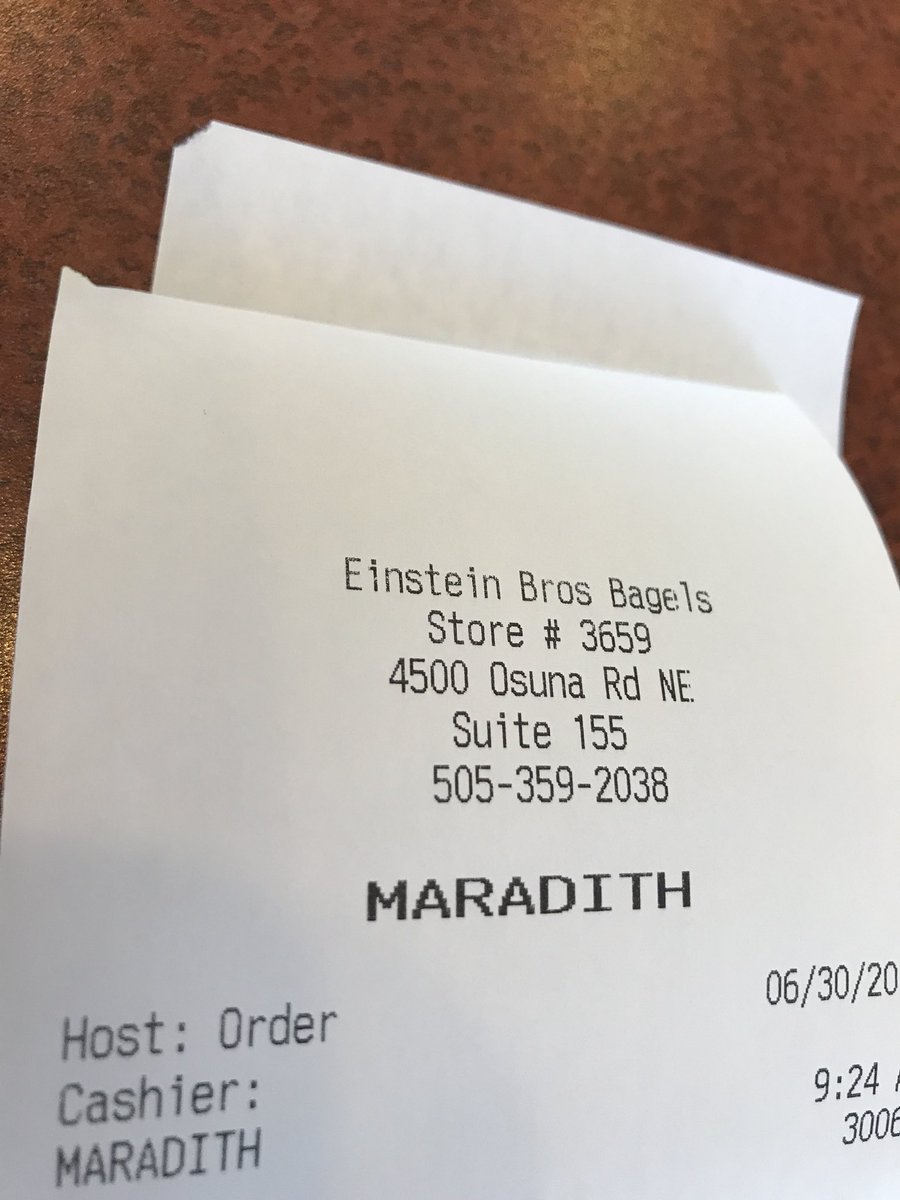 Einstein Bros Bagels
Store # 3659
4500 Osuna Rd NE
Suite 155
505-359-2038
MARADITH
06/30/20
Host: Order
9:24
Cashier:
3006
MARADITH